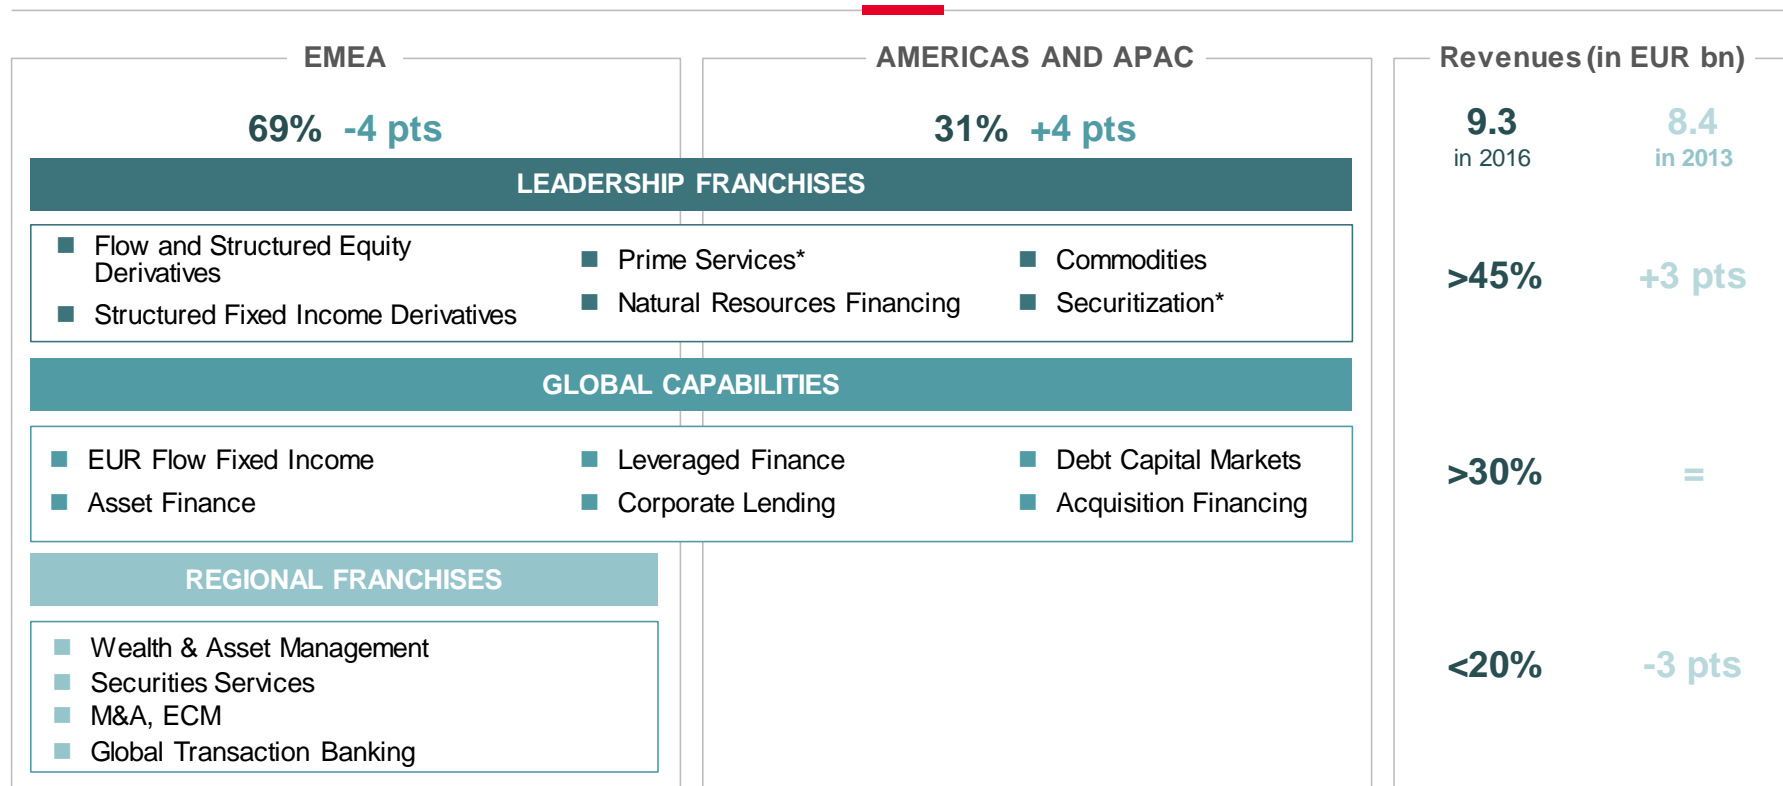 EMEA
AMERICAS AND APAC
Revenues (in EUR bn)
69% -4 pts
31% +4 pts
9.3
in 2016
8.4
in 2013
LEADERSHIP FRANCHISES
Flow and Structured Equity
Derivatives
Structured Fixed Income Derivatives
Prime Services*
Natural Resources Financing
Commodities
Securitization*
>45%
+3 pts
GLOBAL CAPABILITIES
EUR Flow Fixed Income
Asset Finance
Leveraged Finance
Corporate Lending
Debt Capital Markets
Acquisition Financing
>30%
=
REGIONAL FRANCHISES
Wealth & Asset Management
Securities Services
M&A, ECM
Global Transaction Banking
<20%
-3 pts